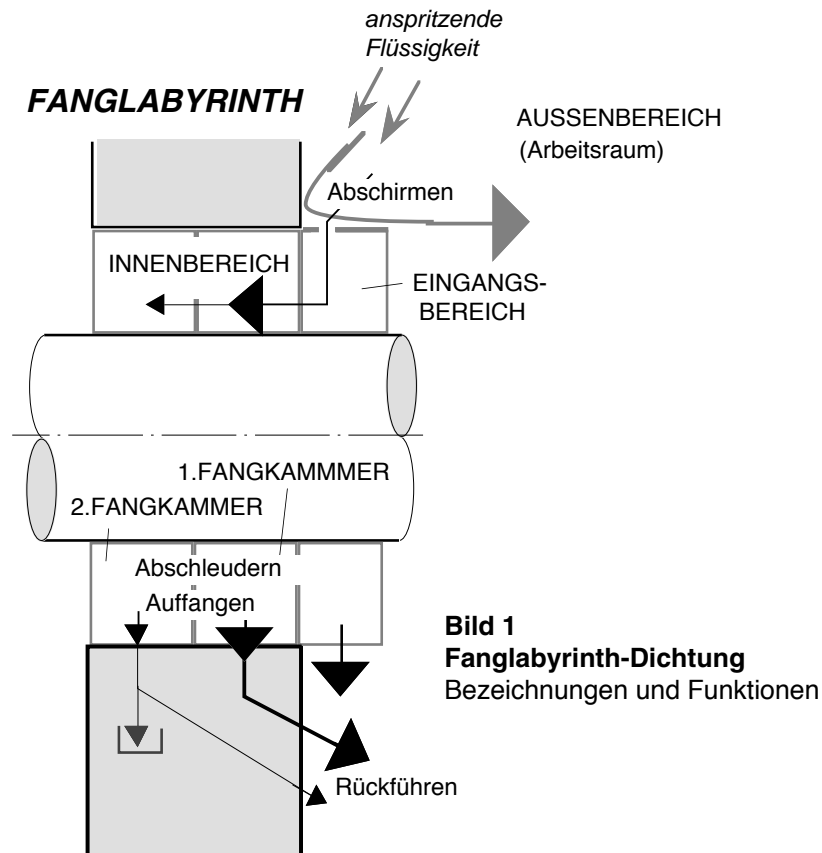 anspritzende
Flüssigkeit
FANGLABYRINTH
AUSSENBEREICH
(Arbeitsraum)
Abschirmen
INNENBEREICH
EINGANGS-
BEREICH
1.FANGKAMMMER
2.FANGKAMMER
Abschleudern
Auffangen
Bild 1
Fanglabyrinth-Dichtung
Bezeichnungen und Funktionen
Rückführen